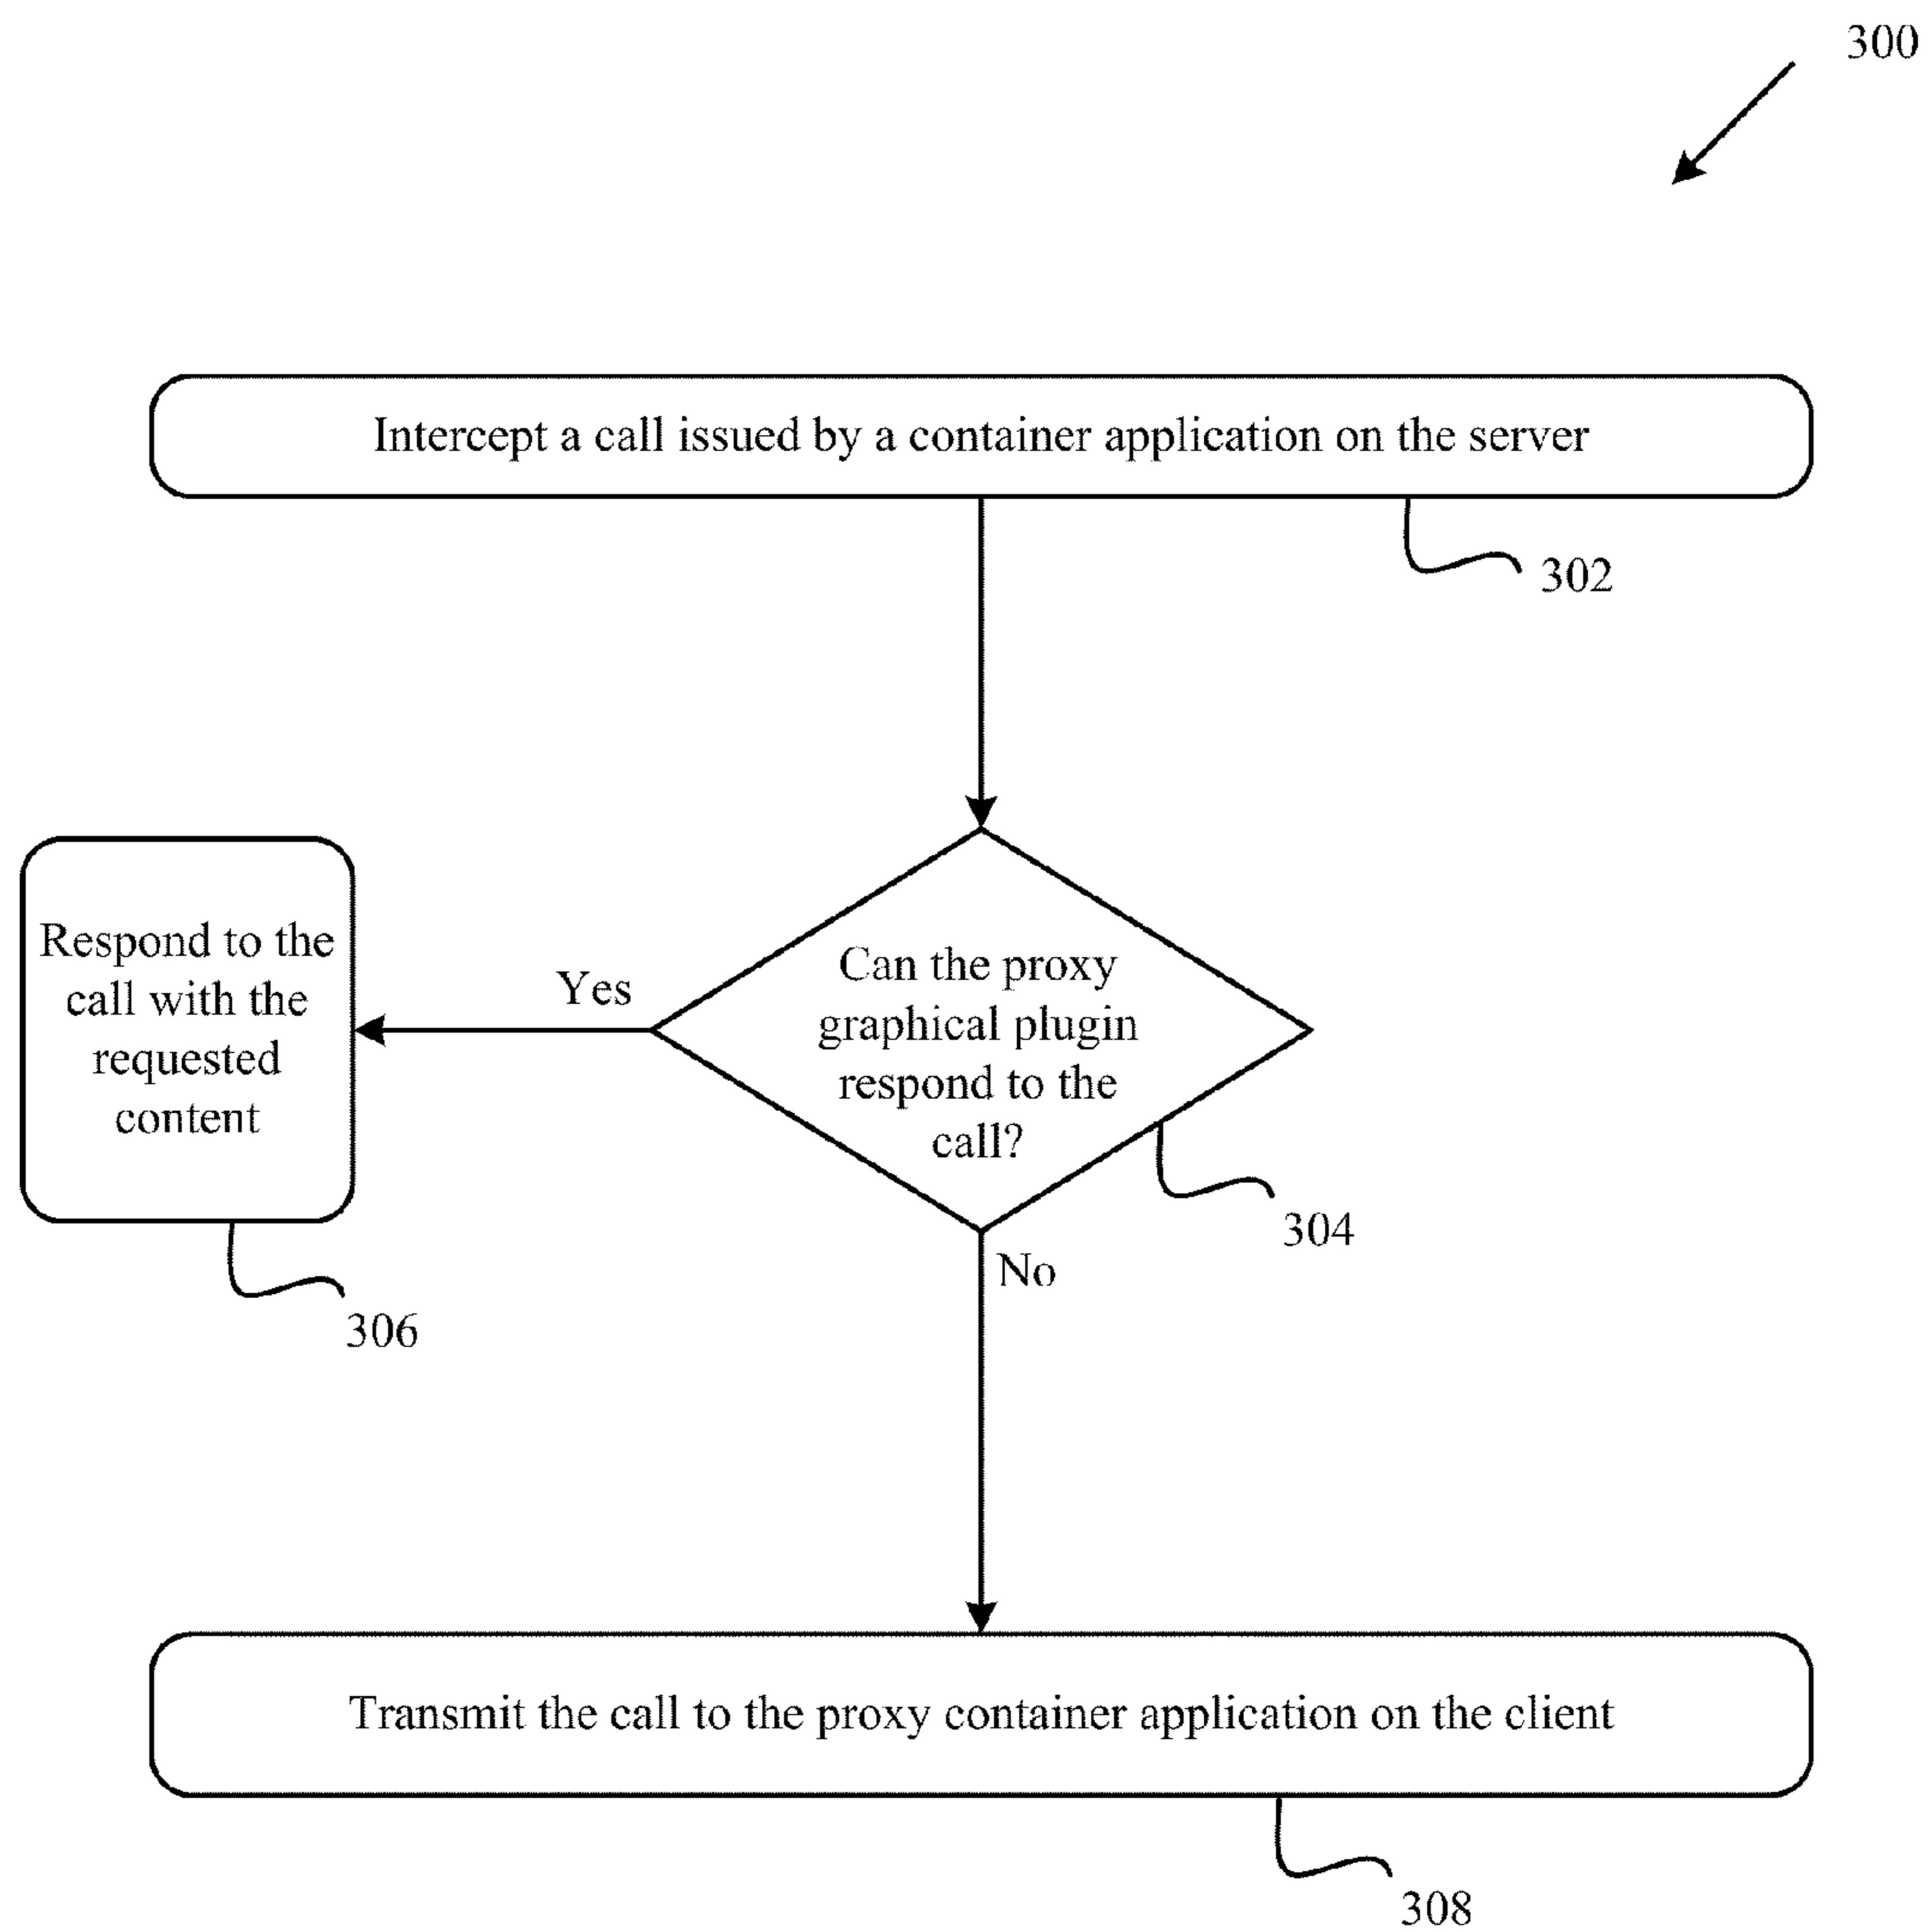 300
Intercept a call issued by a container application on the server
302
Can the proxy
graphical plugin
respond to the
call?
304
Yes
Respond to the
call with the
requested
content
306
No
Transmit the call to the proxy container application on the client
308